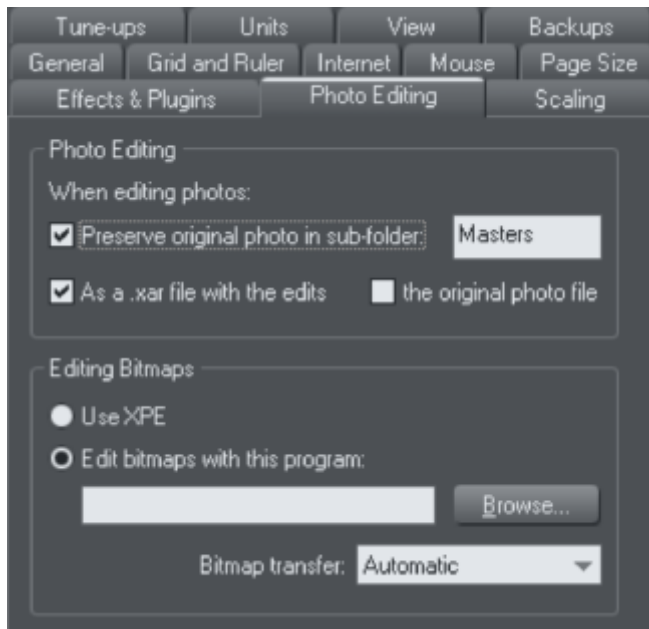 Tune-ups Units View Backups
General Grid and Ruler Internet Mouse Page Size
Effects & Plugins Photo Editing Scaling
Photo Editing
When editing photos:
Preserve original photo in sub-folder: Masters
As a .xar file with the edits the original photo file
Editing Bitmaps
Use XPE
Edit bitmaps with this program:
Browse...
Bitmap transfer: Automatic